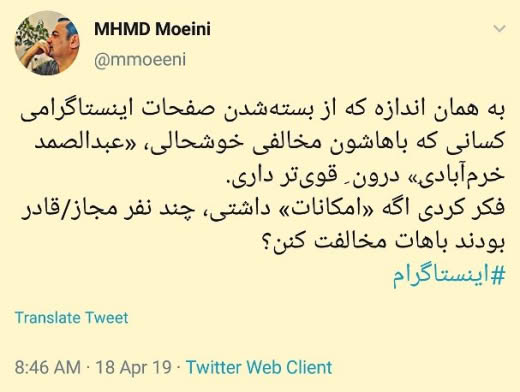 MHMD Moeini
@mmoeeni
به همان اندازه که از بسته‌شدن صفحات اینستاگرامی
کسانی که باهاشون مخالفی خوشحالی، «عبدالصمد
خرم‌آبادیِ» درون ِ قوی‌تر داری.
فکر کردی اگه «امکانات» داشتی، چند نفر مجاز/قادر
بودند باهات مخالفت کنن؟
#اینستاگرام
Translate Tweet
8:46 AM · 18 Apr 19 · Twitter Web Client